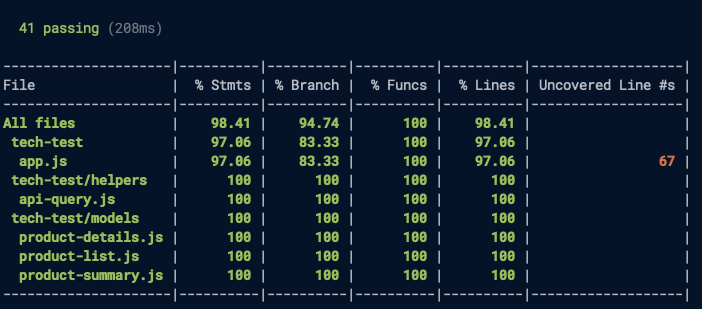 41 passing (208ms)
----------------------|----------|----------|----------|----------|-------------------|
File                  |  % Stmts | % Branch |  % Funcs |  % Lines | Uncovered Line #s |
----------------------|----------|----------|----------|----------|-------------------|
All files             |    98.41 |    94.74 |      100 |    98.41 |                   |
 tech-test            |    97.06 |    83.33 |      100 |    97.06 |                   |
  app.js              |    97.06 |    83.33 |      100 |    97.06 |                67 |
 tech-test/helpers    |      100 |      100 |      100 |      100 |                   |
  api-query.js        |      100 |      100 |      100 |      100 |                   |
 tech-test/models     |      100 |      100 |      100 |      100 |                   |
  product-details.js  |      100 |      100 |      100 |      100 |                   |
  product-list.js     |      100 |      100 |      100 |      100 |                   |
  product-summary.js  |      100 |      100 |      100 |      100 |                   |
----------------------|----------|----------|----------|----------|-------------------|